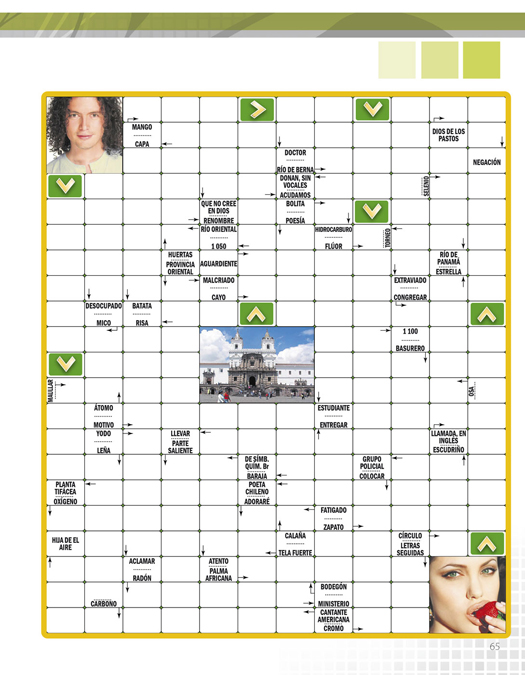 MANGO
CAPA
DIOS DE LOS
PASTOS
DOCTOR
RÍO DE BERNA
NEGACIÓN
DONAN, SIN
VOCALES
ACUDAMOS
SELENIO
QUE NO CREE
EN DIOS
RENOMBRE
BOLITA
POESÍA
RÍO ORIENTAL
1 050
HIDROCARBURO
FLÚOR
TORNEO
HUERTAS
PROVINCIA
ORIENTAL
AGUARDIENTE
RÍO DE
PANAMÁ
ESTRELLA
MALCRIADO
CAYO
EXTRAVIADO
CONGREGAR
DESOCUPADO
MICO
BATATA
RISA
1 100
BASURERO
MAULLAR
OSA...
ÁTOMO
MOTIVO
ESTUDIANTE
ENTREGAR
YODO
LEÑA
LLEVAR
PARTE
SALIENTE
LLAMADA, EN
INGLÉS
ESCUDRIÑO
DE SÍMB.
QUÍM. Br
BARAJA
GRUPO
POLICIAL
COLOCAR
PLANTA
TIFÁCEA
OXÍGENO
POETA
CHILENO
ADORARÉ
FATIGADO
ZAPATO
HIJA DE EL
AIRE
CALAÑA
TELA FUERTE
CÍRCULO
LETRAS
SEGUIDAS
ACLAMAR
RADÓN
ATENTO
PALMA
AFRICANA
BODEGÓN
MINISTERIO
CARBONO
CANTANTE
AMERICANA
CROMO
65